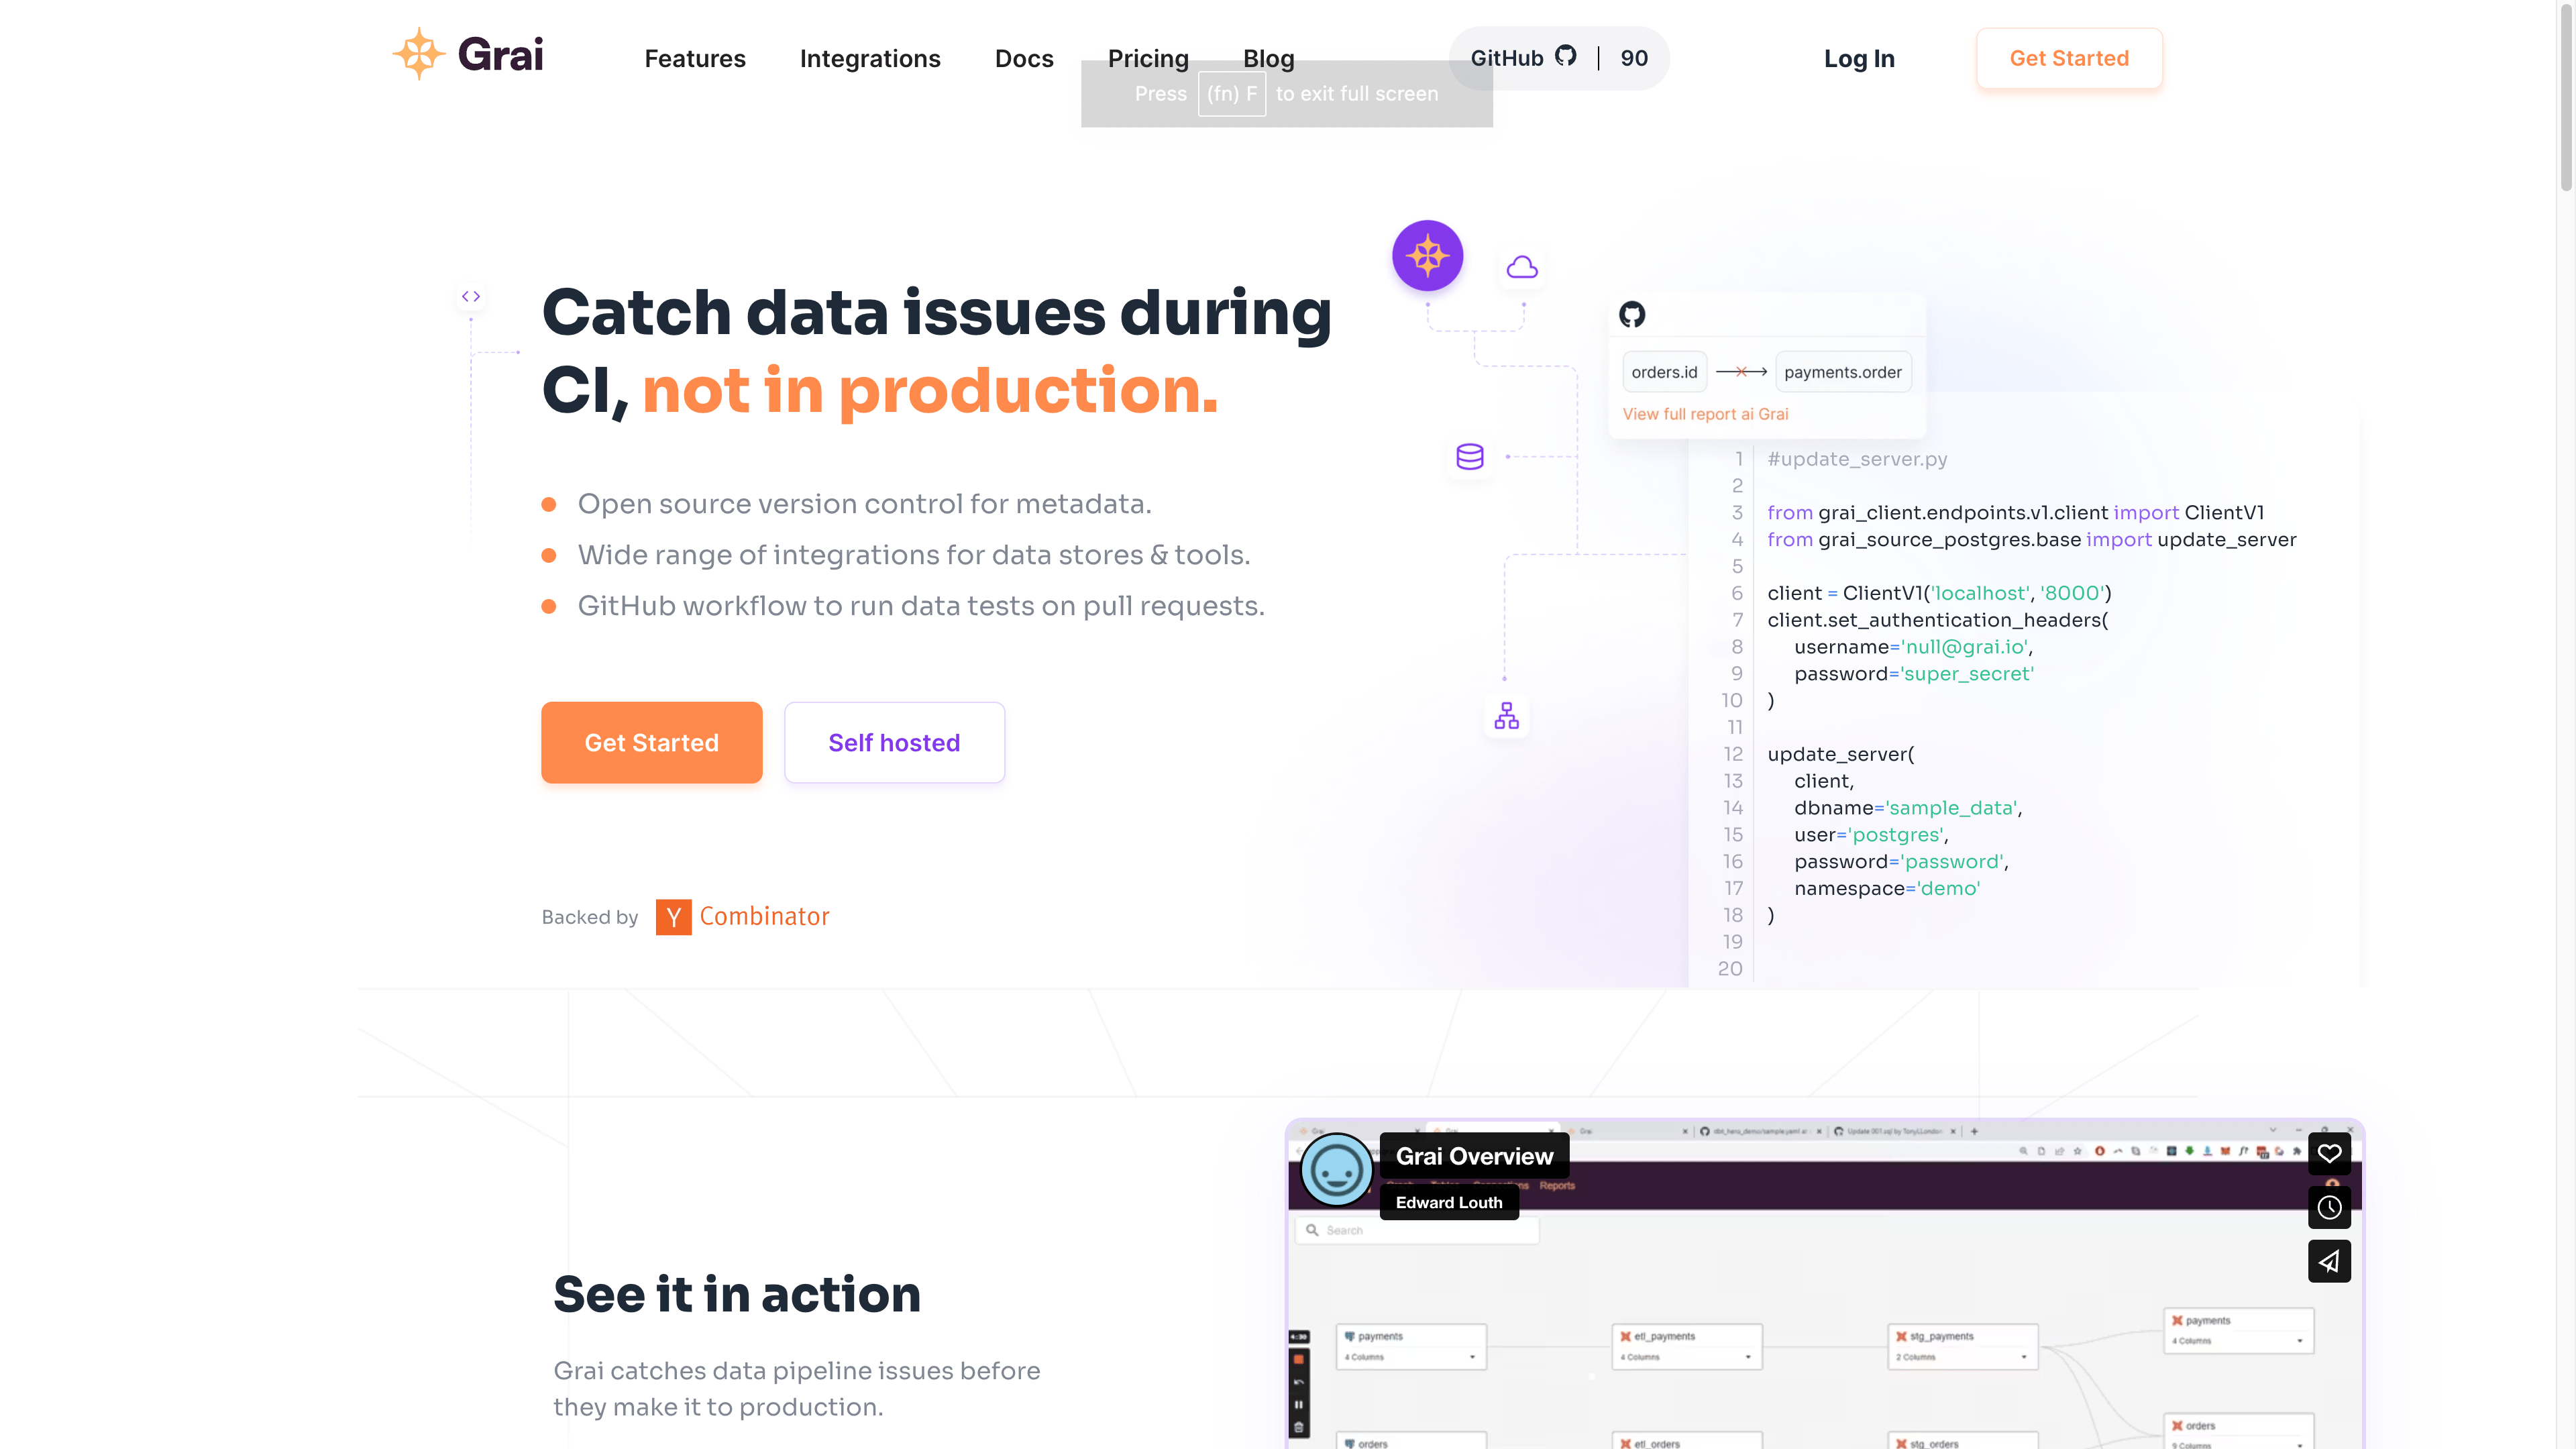 Grai
Features
Integrations
Docs
Pricing
Blog
GitHub | 90
Log In
Get Started
Press (fn) F to exit full screen
Catch data issues during
CI, not in production.
Open source version control for metadata.
Wide range of integrations for data stores & tools.
GitHub workflow to run data tests on pull requests.
Get Started
Self hosted
Backed by Y Combinator
orders.id
payments.order
View full report ai Grai
1 #update_server.py
2
3 from grai_client.endpoints.v1.client import ClientV1
4 from grai_source_postgres.base import update_server
5
6 client = ClientV1('localhost', '8000')
7 client.set_authentication_headers(
8 username='null@grai.io',
9 password='super_secret'
10 )
11
12 update_server(
13 client,
14 dbname='sample_data',
15 user='postgres',
16 password='password',
17 namespace='demo'
18 )
19
20
See it in action
Grai catches data pipeline issues before
they make it to production.
Grai
Grai
Grai
Grai Overview
Edward Louth
Reports
Search
4:30
payments
4 Columns
etl_payments
4 Columns
stg_payments
2 Columns
payments
4 Columns
orders
etl_orders
stg_orders
orders
9 Columns